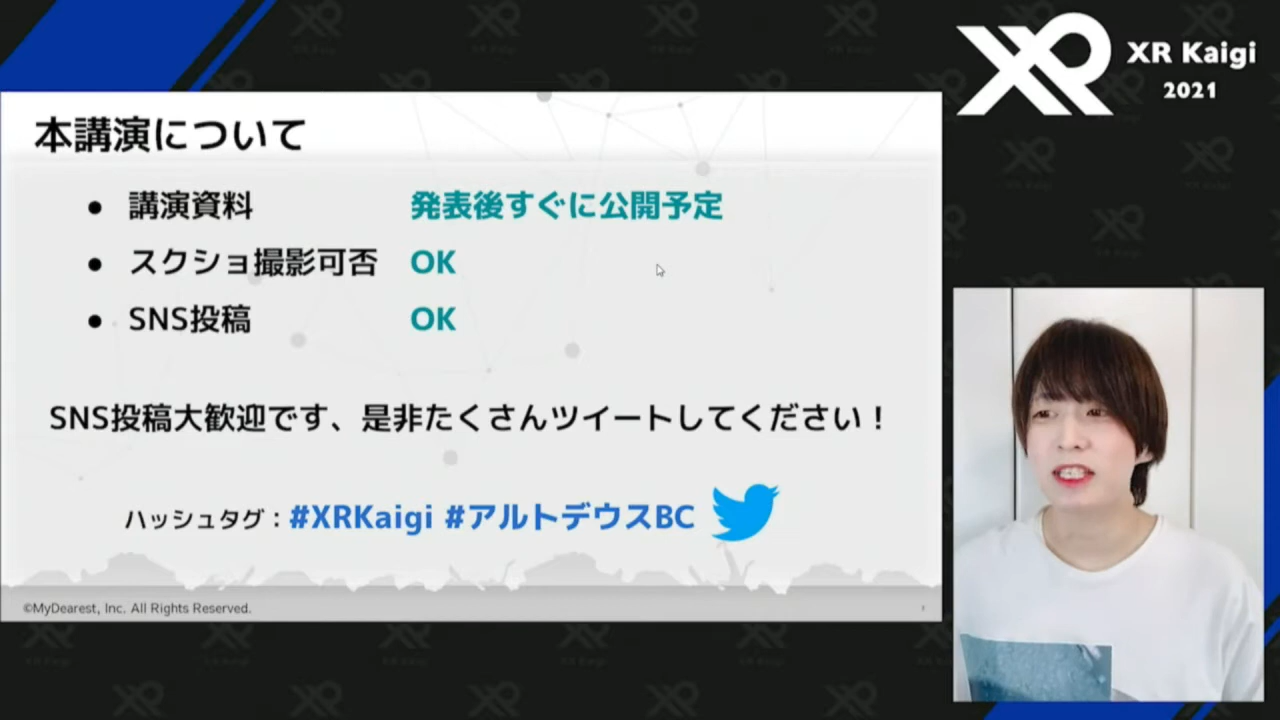 XR Kaigi
2021
本講演について
● 講演資料 発表後すぐに公開予定
● スクショ撮影可否 OK
● SNS投稿 OK
SNS投稿大歓迎です、是非たくさんツイートしてください！
ハッシュタグ：#XRKaigi #アルトデウスBC
©MyDearest, Inc. All Rights Reserved.